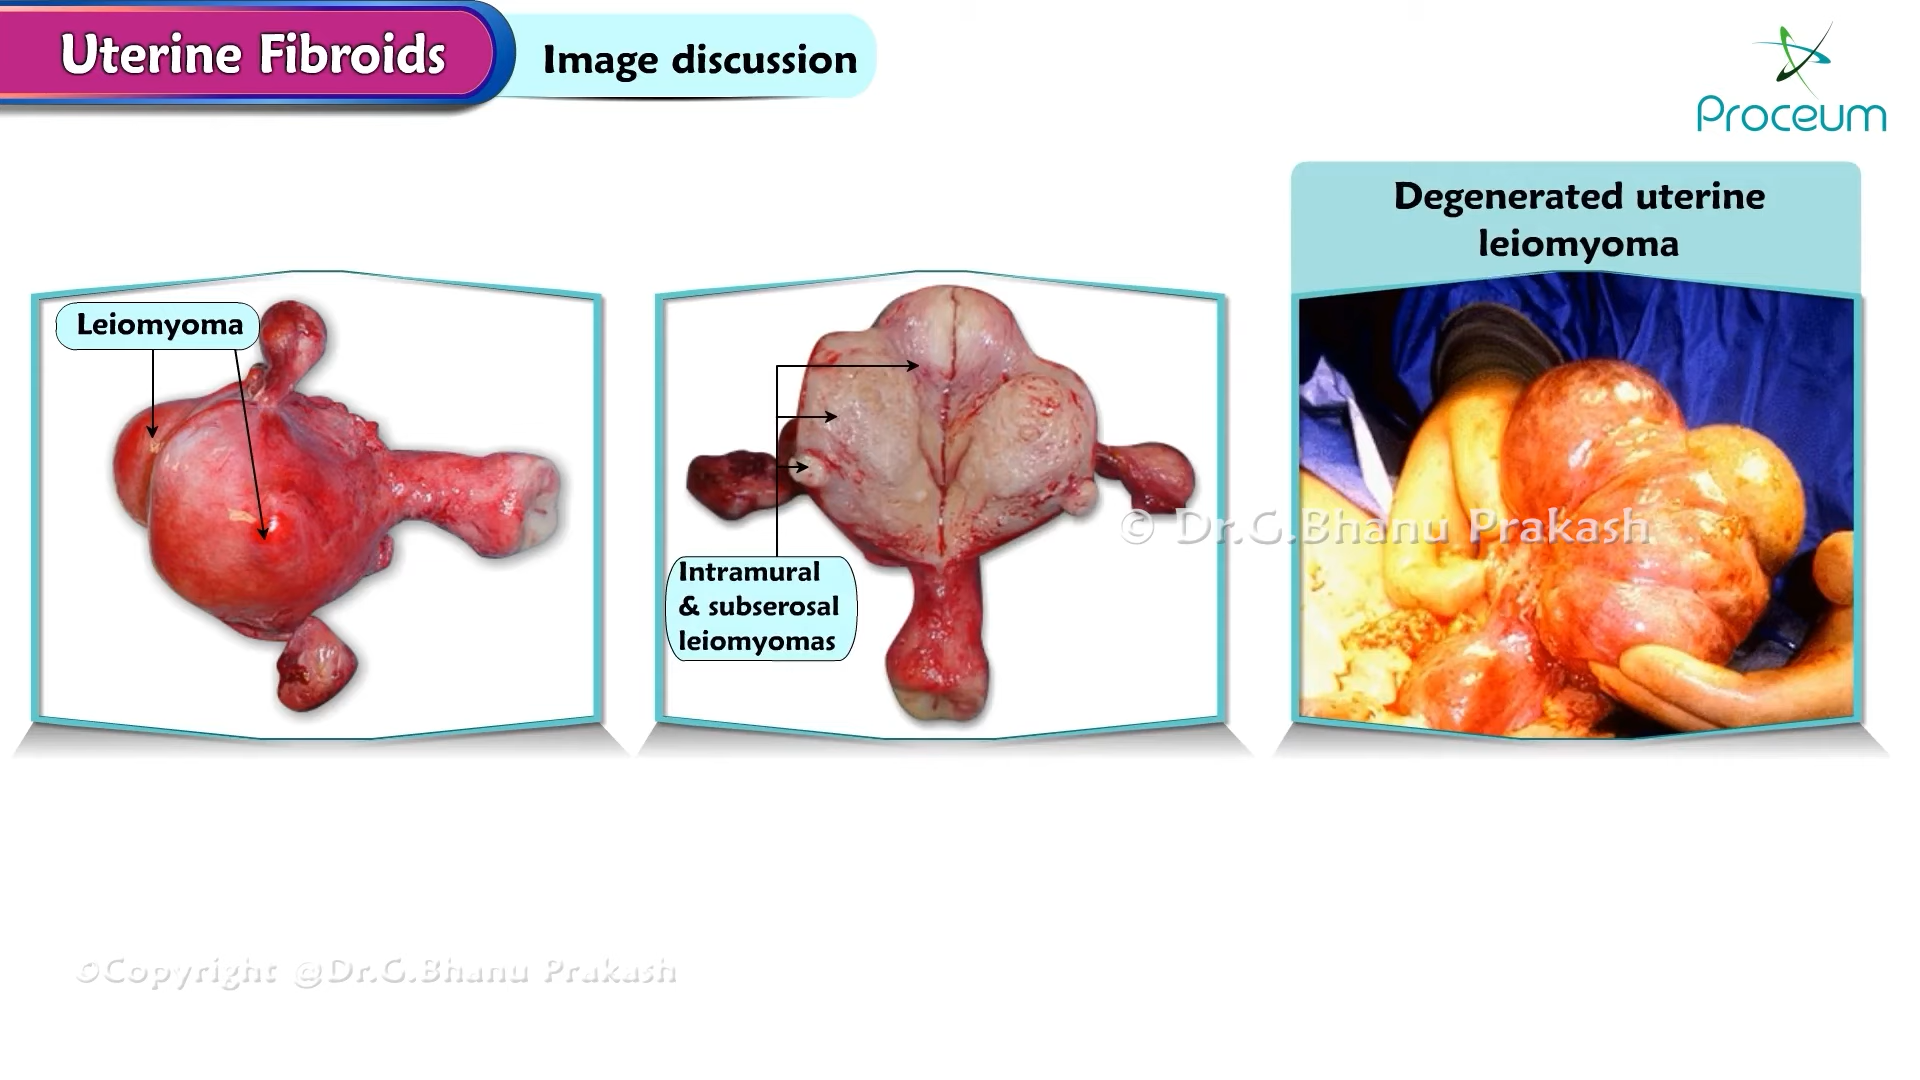 Uterine Fibroids
Image discussion
Proceum
Degenerated uterine
leiomyoma
Leiomyoma
Intramural
& subserosal
leiomyomas
© Dr.G.Bhanu Prakash
©Copyright @Dr.G.Bhanu Prakash